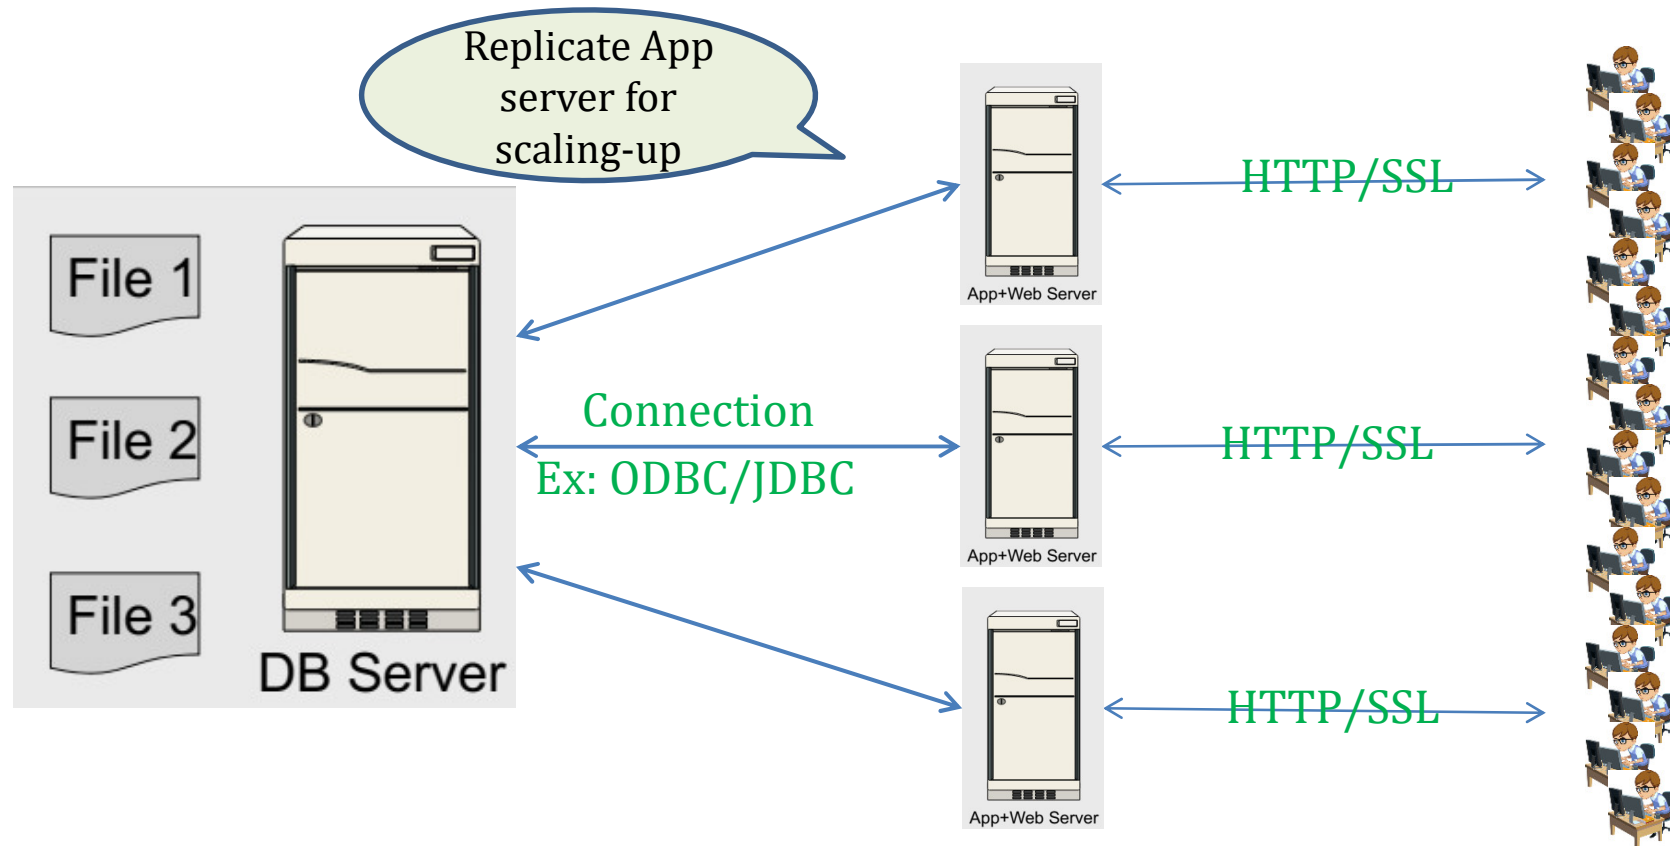 Replicate App
server for
scaling-up
File 1
File 2
File 3
DB Server
Connection
Ex: ODBC/JDBC
App+Web Server
App+Web Server
App+Web Server
HTTP/SSL
HTTP/SSL
HTTP/SSL